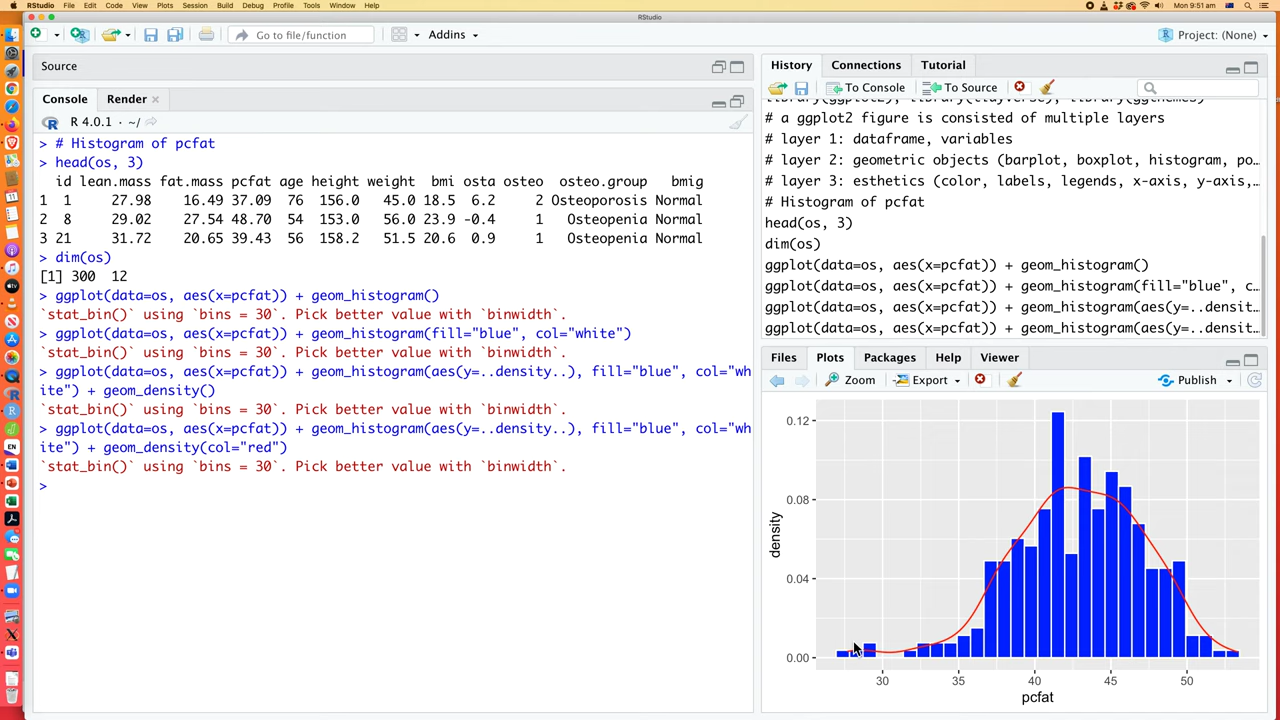 RStudio File Edit Code View Plots Session Build Debug Profile Tools Window Help Mon 9:51 am
RStudio
Go to file/function Addins Project: (None)
Source
Console Render
R 4.0.1 · ~/
> # Histogram of pcfat
> head(os, 3)
id lean.mass fat.mass pcfat age height weight bmi osta osteo osteo.group bmig
1 1 27.98 16.49 37.09 76 156.0 45.0 18.5 6.2 2 Osteoporosis Normal
2 8 29.02 27.54 48.70 54 153.0 56.0 23.9 -0.4 1 Osteopenia Normal
3 21 31.72 20.65 39.43 56 158.2 51.5 20.6 0.9 1 Osteopenia Normal
> dim(os)
[1] 300 12
> ggplot(data=os, aes(x=pcfat)) + geom_histogram()
`stat_bin()` using `bins = 30`. Pick better value with `binwidth`.
> ggplot(data=os, aes(x=pcfat)) + geom_histogram(fill="blue", col="white")
`stat_bin()` using `bins = 30`. Pick better value with `binwidth`.
> ggplot(data=os, aes(x=pcfat)) + geom_histogram(aes(y=..density..), fill="blue", col="wh
ite") + geom_density()
`stat_bin()` using `bins = 30`. Pick better value with `binwidth`.
> ggplot(data=os, aes(x=pcfat)) + geom_histogram(aes(y=..density..), fill="blue", col="wh
ite") + geom_density(col="red")
`stat_bin()` using `bins = 30`. Pick better value with `binwidth`.
>
History Connections Tutorial
To Console To Source
# a ggplot2 figure is consisted of multiple layers
# layer 1: dataframe, variables
# layer 2: geometric objects (barplot, boxplot, histogram, po...
# layer 3: esthetics (color, labels, legends, x-axis, y-axis,...
# Histogram of pcfat
head(os, 3)
dim(os)
ggplot(data=os, aes(x=pcfat)) + geom_histogram()
ggplot(data=os, aes(x=pcfat)) + geom_histogram(fill="blue", c...
ggplot(data=os, aes(x=pcfat)) + geom_histogram(aes(y=..densit...
ggplot(data=os, aes(x=pcfat)) + geom_histogram(aes(y=..densit...
Files Plots Packages Help Viewer
Zoom Export Publish
0.12
0.08
0.04
0.00
density
30 35 40 45 50
pcfat